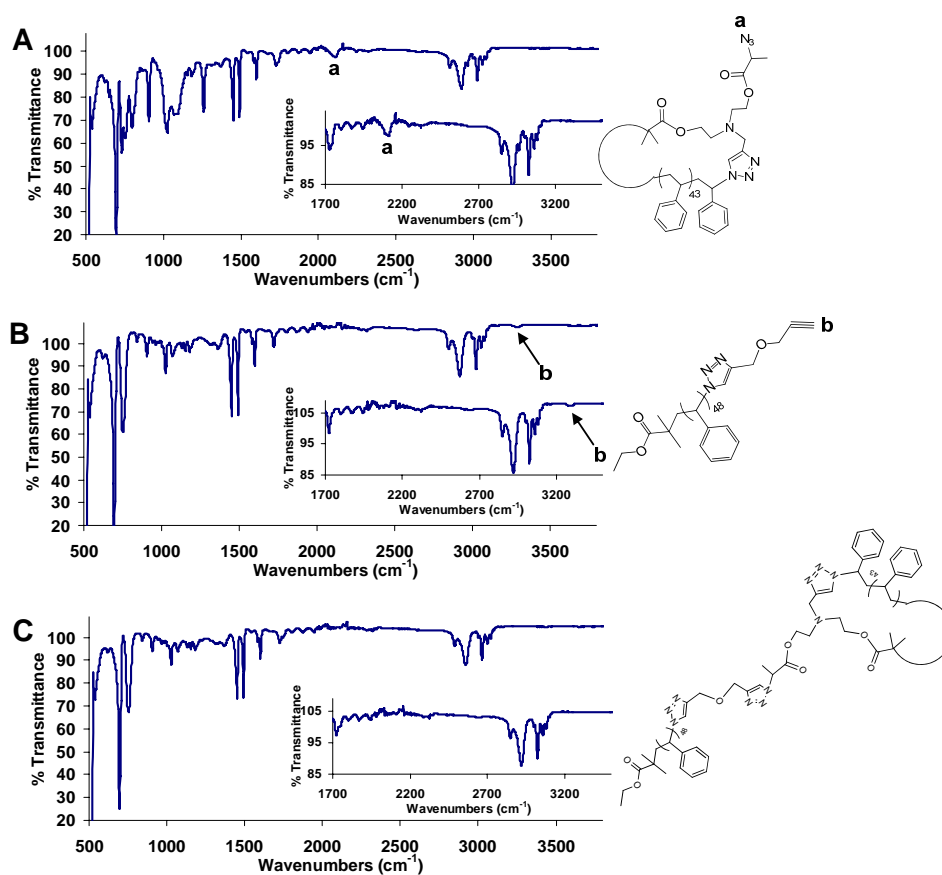 A
% Transmittance
100
90
80
70
60
50
40
30
20
500 1000 1500 2000 2500 3000 3500
Wavenumbers (cm-1)
a
% Transmittance
95
85
1700 2200 2700 3200
Wavenumbers (cm-1)
a
a
N3
O
O
O
O
N
N
N
N
43
B
% Transmittance
100
90
80
70
60
50
40
30
20
500 1000 1500 2000 2500 3000 3500
Wavenumbers (cm-1)
b
% Transmittance
105
95
85
1700 2200 2700 3200
Wavenumbers (cm-1)
b
b
O
N
N
N
48
O
O
C
% Transmittance
100
90
80
70
60
50
40
30
20
500 1000 1500 2000 2500 3000 3500
Wavenumbers (cm-1)
% Transmittance
105
95
85
1700 2200 2700 3200
Wavenumbers (cm-1)
43
N
N
N
N
O
O
O
O
N
N
N
O
N
N
N
48
O
O